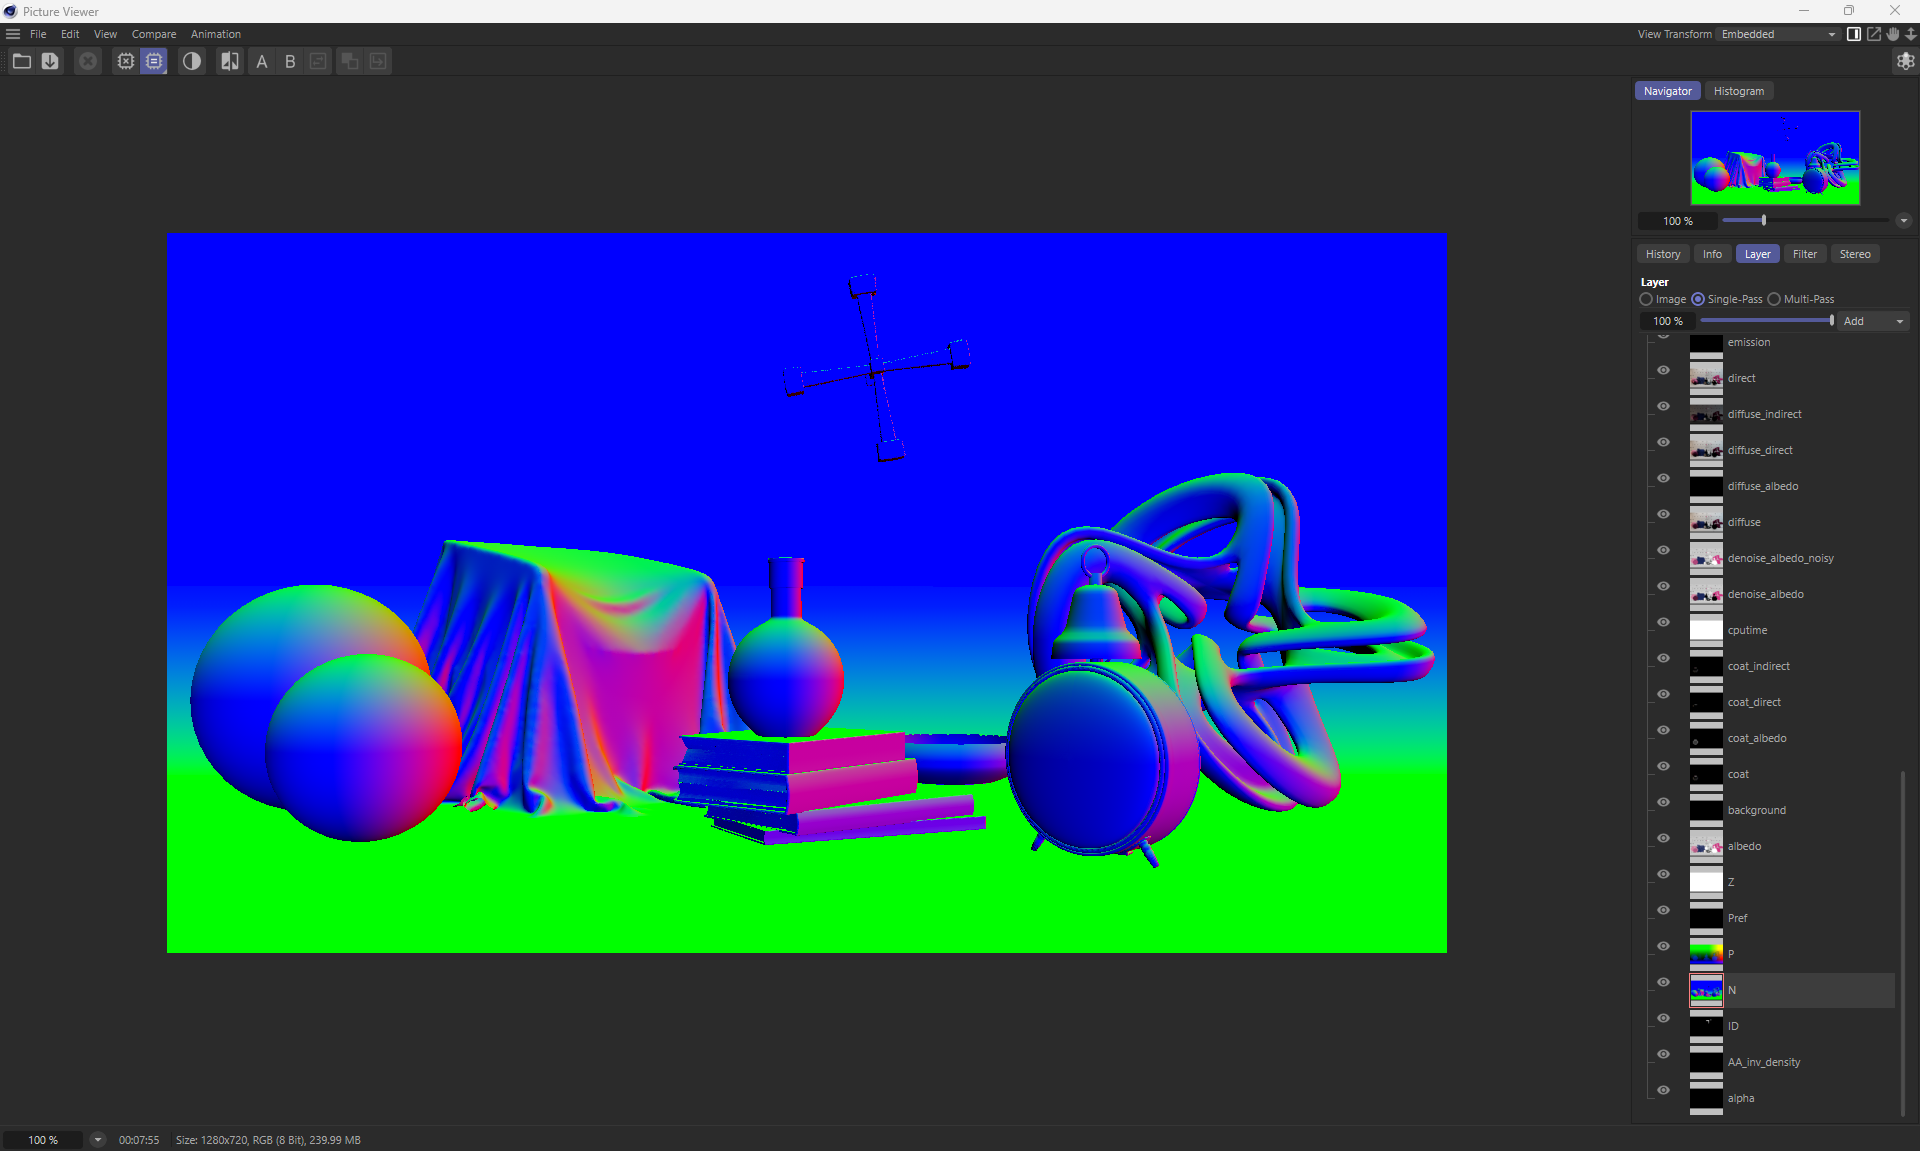 Picture Viewer
File Edit View Compare Animation
View Transform Embedded
A B
Navigator Histogram
100 %
History Info Layer Filter Stereo
Layer
Image Single-Pass Multi-Pass
100 % Add
emission
direct
diffuse_indirect
diffuse_direct
diffuse_albedo
diffuse
denoise_albedo_noisy
denoise_albedo
cputime
coat_indirect
coat_direct
coat_albedo
coat
background
albedo
Z
Pref
P
N
ID
AA_inv_density
alpha
100 % 00:07:55 Size: 1280x720, RGB (8 Bit), 239.99 MB